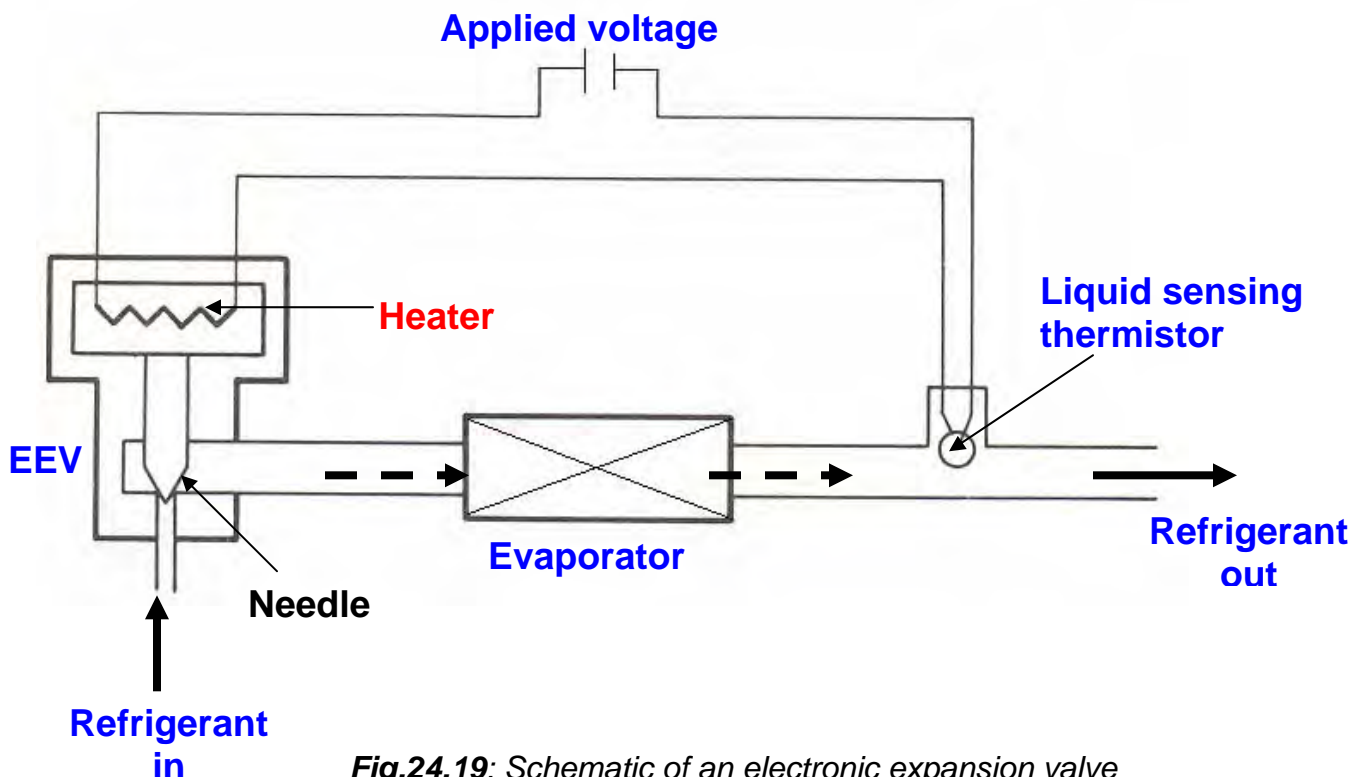 Applied voltage
Heater
Liquid sensing
thermistor
EEV
Evaporator
Refrigerant
out
Needle
Refrigerant
in
Fig.24.19: Schematic of an electronic expansion valve